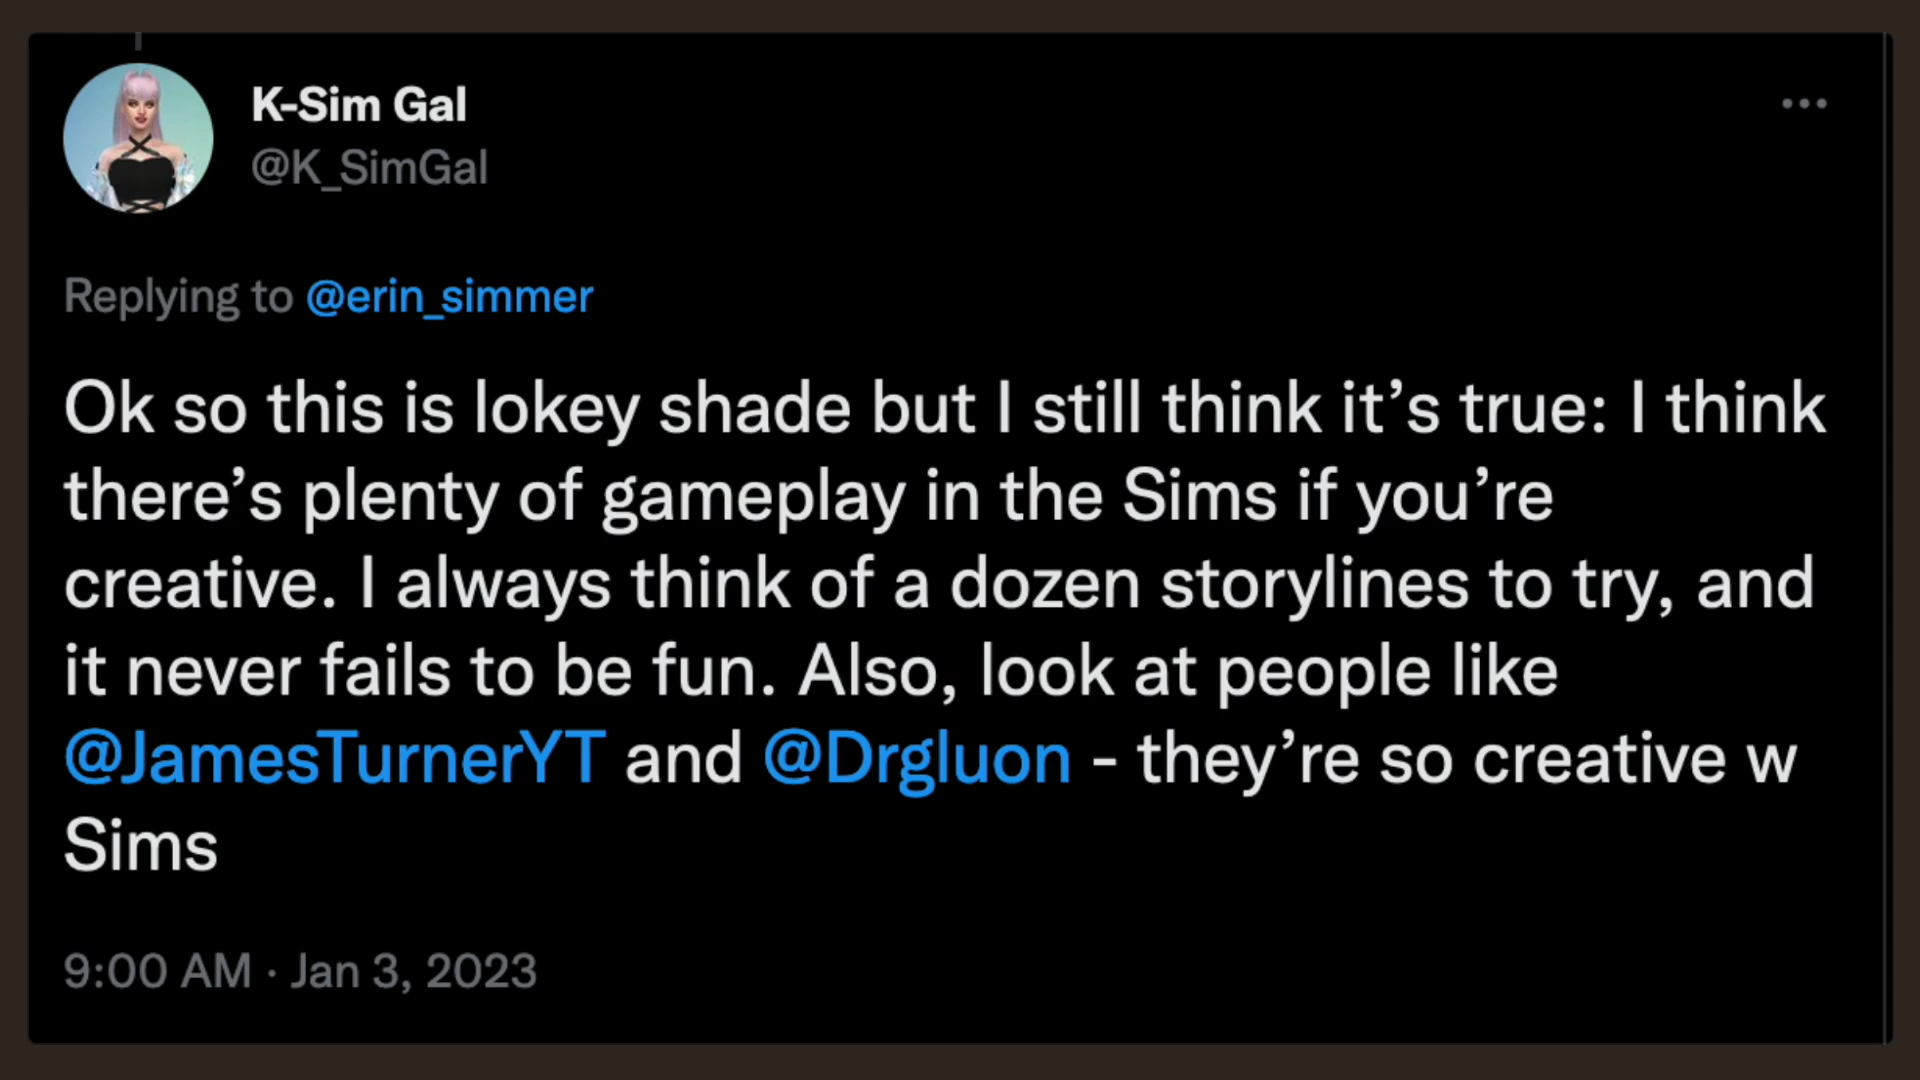 K-Sim Gal
@K_SimGal
Replying to @erin_simmer
Ok so this is lokey shade but I still think it’s true: I think
there’s plenty of gameplay in the Sims if you’re
creative. I always think of a dozen storylines to try, and
it never fails to be fun. Also, look at people like
@JamesTurnerYT and @Drgluon - they’re so creative w
Sims
9:00 AM · Jan 3, 2023